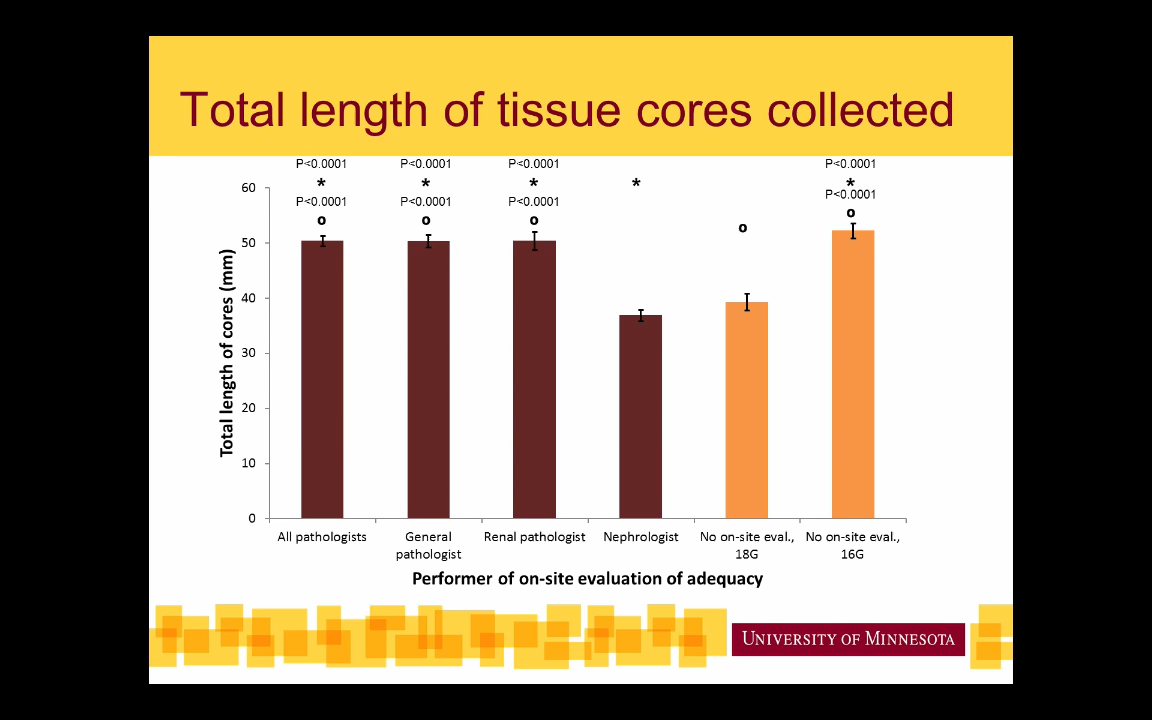 Total length of tissue cores collected
P<0.0001 P<0.0001 P<0.0001 P<0.0001
* * * * *
P<0.0001 P<0.0001 P<0.0001 P<0.0001
o o o o o
60
50
40
30
20
10
0
Total length of cores (mm)
All pathologists General Renal pathologist Nephrologist No on-site eval., No on-site eval.,
pathologist 18G 16G
Performer of on-site evaluation of adequacy
UNIVERSITY OF MINNESOTA